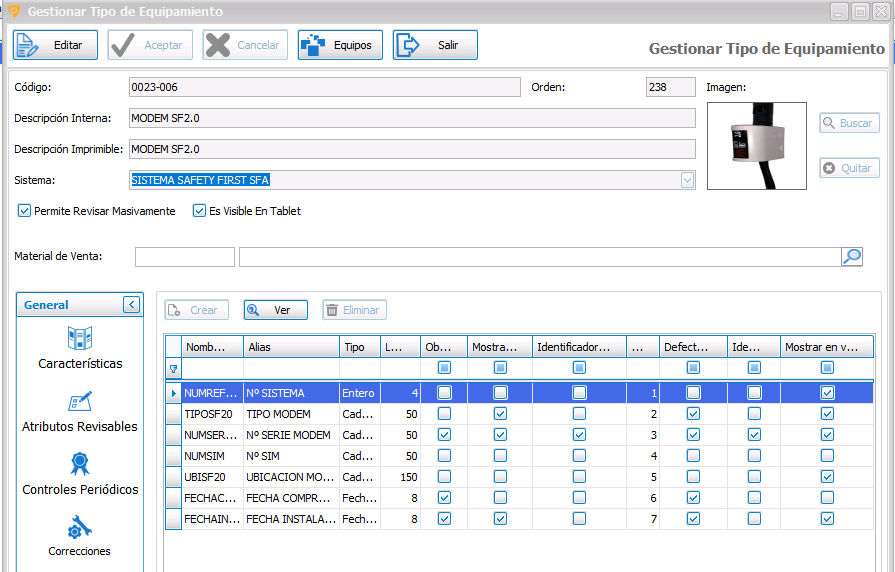 Gestionar Tipo de Equipamiento
Editar Aceptar Cancelar Equipos Salir
Gestionar Tipo de Equipamiento
Código: 0023-006 Orden: 238 Imagen:
Descripción Interna: MODEM SF2.0 Buscar
Descripción Imprimible: MODEM SF2.0
Sistema: SISTEMA SAFETY FIRST SFA Quitar
Permite Revisar Masivamente Es Visible En Tablet
Material de Venta:
General <
Características
Atributos Revisables
Controles Periódicos
Correcciones
Crear Ver Eliminar
Nomb... Alias Tipo L... Ob... Mostra... Identificador... ... Defect... Ide... Mostrar en v...
NUMREF... Nº SISTEMA Entero 4 1
TIPOSF20 TIPO MODEM Cad... 50 2
NUMSER... Nº SERIE MODEM Cad... 50 3
NUMSIM Nº SIM Cad... 50 4
UBISF20 UBICACION MO... Cad... 150 5
FECHAC... FECHA COMPR... Fech... 8 6
FECHAIN... FECHA INSTALA... Fech... 8 7